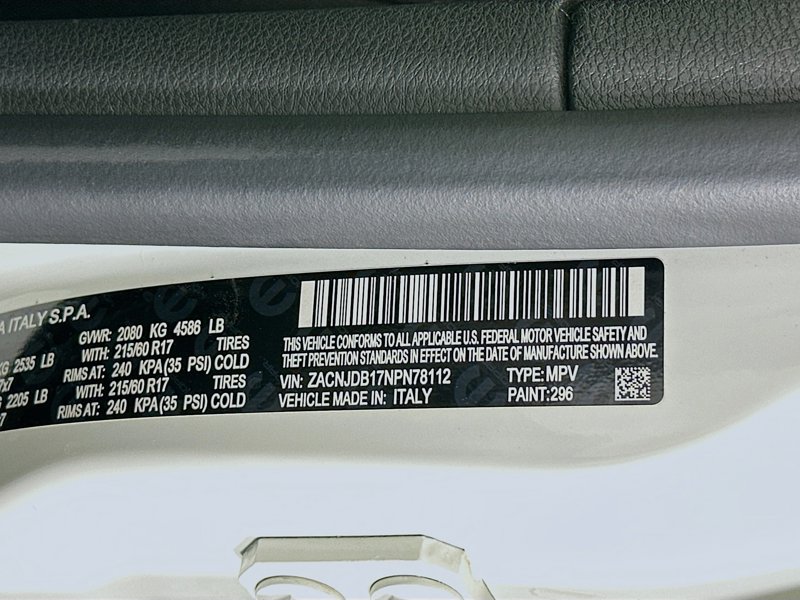 A ITALY S.P.A.
GVWR: 2080 KG 4586 LB
KG 2535 LB WITH: 215/60 R17 TIRES
RIMS AT: 240 KPA(35 PSI) COLD
2205 LB WITH: 215/60 R17 TIRES
RIMS AT: 240 KPA(35 PSI) COLD
THIS VEHICLE CONFORMS TO ALL APPLICABLE U.S. FEDERAL MOTOR VEHICLE SAFETY AND
THEFT PREVENTION STANDARDS IN EFFECT ON THE DATE OF MANUFACTURE SHOWN ABOVE.
VIN: ZACNJDB17NPN78112 TYPE: MPV
VEHICLE MADE IN: ITALY PAINT: 296